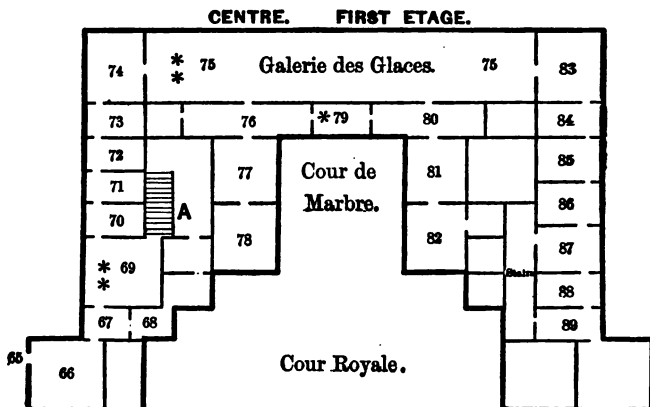 CENTRE. FIRST ETAGE.
74 ** 75 Galerie des Glaces. 75 83
73 76 *79 80 84
72 77 Cour de 81 85
71 Marbre. 86
70 A 78 82 87
** 69 Stairs 88
67 68 89
65 66 Cour Royale.